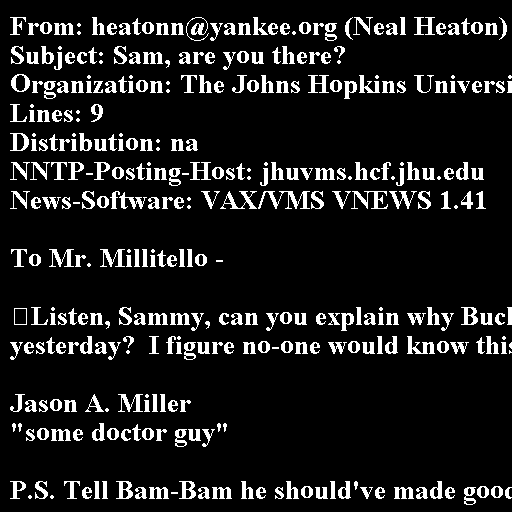 From: heatonn@yankee.org (Neal Heaton)
Subject: Sam, are you there?
Organization: The Johns Hopkins Universi
Lines: 9
Distribution: na
NNTP-Posting-Host: jhuvms.hcf.jhu.edu
News-Software: VAX/VMS VNEWS 1.41
To Mr. Millitello -
Listen, Sammy, can you explain why Buc
yesterday?  I figure no-one would know this
Jason A. Miller
"some doctor guy"
P.S. Tell Bam-Bam he should've made good